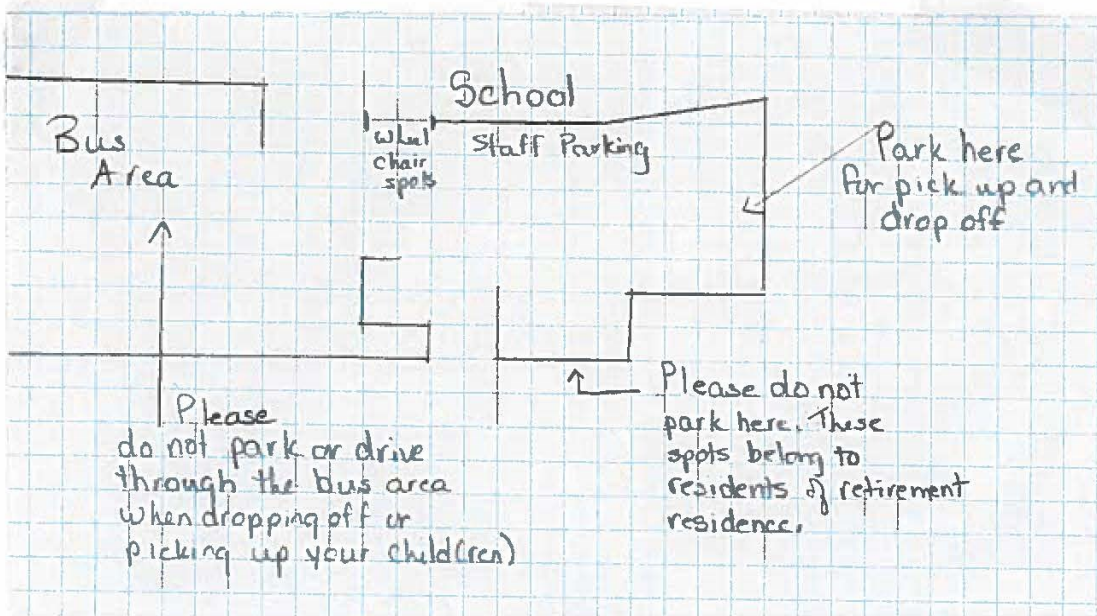 School
Bus
Area
wheel
chair
spots
Staff Parking
Park here
for pick up and
drop off
Please
do not park or drive
through the bus area
when dropping off or
picking up your child(ren)
Please do not
park here. These
spots belong to
residents of retirement
residence.